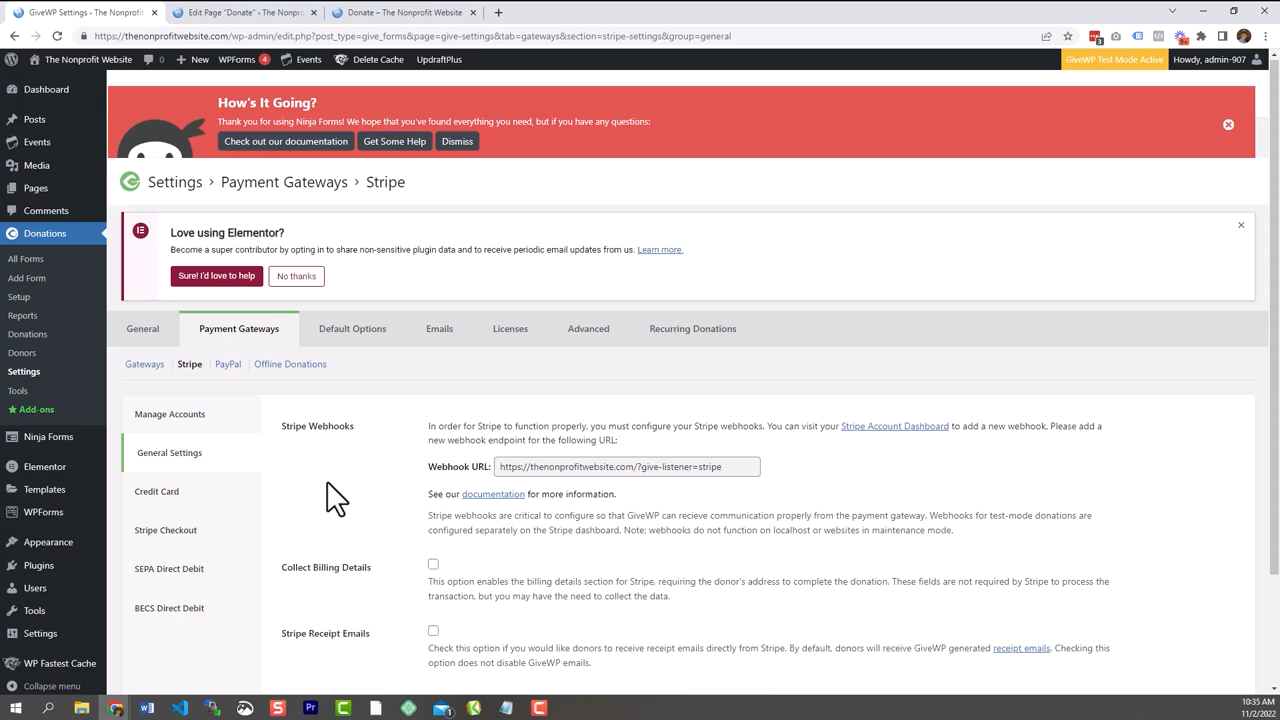 GiveWP Settings ‹ The Nonprofit
Edit Page "Donate" ‹ The Nonpro
Donate – The Nonprofit Website
https://thenonprofitwebsite.com/wp-admin/edit.php?post_type=give_forms&page=give-settings&tab=gateways&section=stripe-settings&group=general
The Nonprofit Website 0 New WPForms 4 Events Delete Cache UpdraftPlus GiveWP Test Mode Active Howdy, admin-907
Dashboard
Posts
Events
Media
Pages
Comments
Donations
All Forms
Add Form
Setup
Reports
Donations
Donors
Settings
Tools
Add-ons
Ninja Forms
Elementor
Templates
WPForms
Appearance
Plugins
Users
Tools
Settings
WP Fastest Cache
Collapse menu
How's It Going?
Thank you for using Ninja Forms! We hope that you've found everything you need, but if you have any questions:
Check out our documentation Get Some Help Dismiss
Settings › Payment Gateways › Stripe
Love using Elementor?
Become a super contributor by opting in to share non-sensitive plugin data and to receive periodic email updates from us. Learn more.
Sure! I'd love to help No thanks
General Payment Gateways Default Options Emails Licenses Advanced Recurring Donations
Gateways Stripe PayPal Offline Donations
Manage Accounts
General Settings
Credit Card
Stripe Checkout
SEPA Direct Debit
BECS Direct Debit
Stripe Webhooks
In order for Stripe to function properly, you must configure your Stripe webhooks. You can visit your Stripe Account Dashboard to add a new webhook. Please add a
new webhook endpoint for the following URL:
Webhook URL: https://thenonprofitwebsite.com/?give-listener=stripe
See our documentation for more information.
Stripe webhooks are critical to configure so that GiveWP can recieve communication properly from the payment gateway. Webhooks for test-mode donations are
configured separately on the Stripe dashboard. Note: webhooks do not function on localhost or websites in maintenance mode.
Collect Billing Details
This option enables the billing details section for Stripe, requiring the donor's address to complete the donation. These fields are not required by Stripe to process the
transaction, but you may have the need to collect the data.
Stripe Receipt Emails
Check this option if you would like donors to receive receipt emails directly from Stripe. By default, donors will receive GiveWP generated receipt emails. Checking this
option does not disable GiveWP emails.
10:35 AM
11/2/2022